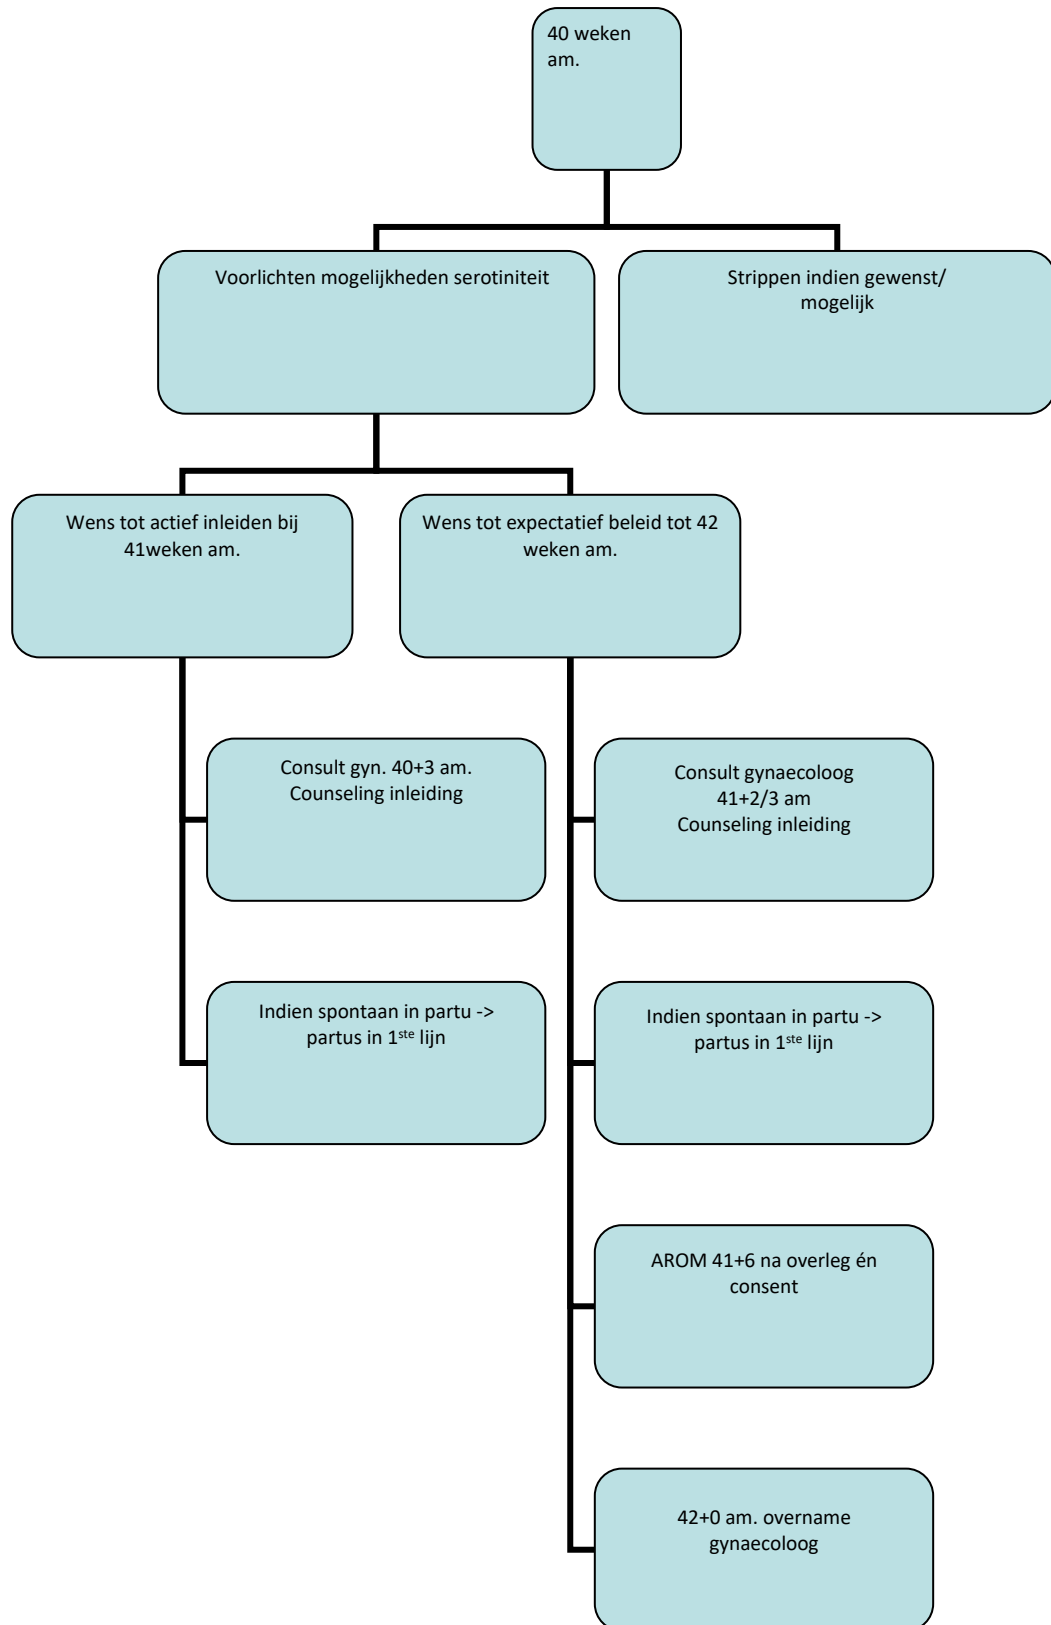 40 weken
am.
Voorlichten mogelijkheden serotiniteit
Strippen indien gewenst/
mogelijk
Wens tot actief inleiden bij
41weken am.
Wens tot expectatief beleid tot 42
weken am.
Consult gyn. 40+3 am.
Counseling inleiding
Consult gynaecoloog
41+2/3 am
Counseling inleiding
Indien spontaan in partu ->
partus in 1ste lijn
Indien spontaan in partu ->
partus in 1ste lijn
AROM 41+6 na overleg én
consent
42+0 am. overname
gynaecoloog